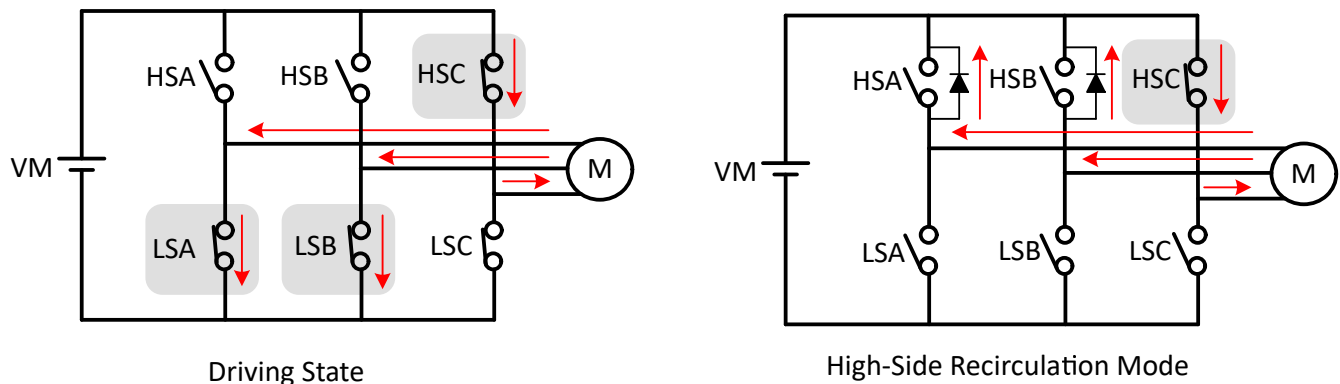 HSA
HSB
HSC
VM
M
LSA
LSB
LSC
Driving State
HSA
HSB
HSC
VM
M
LSA
LSB
LSC
High-Side Recirculation Mode